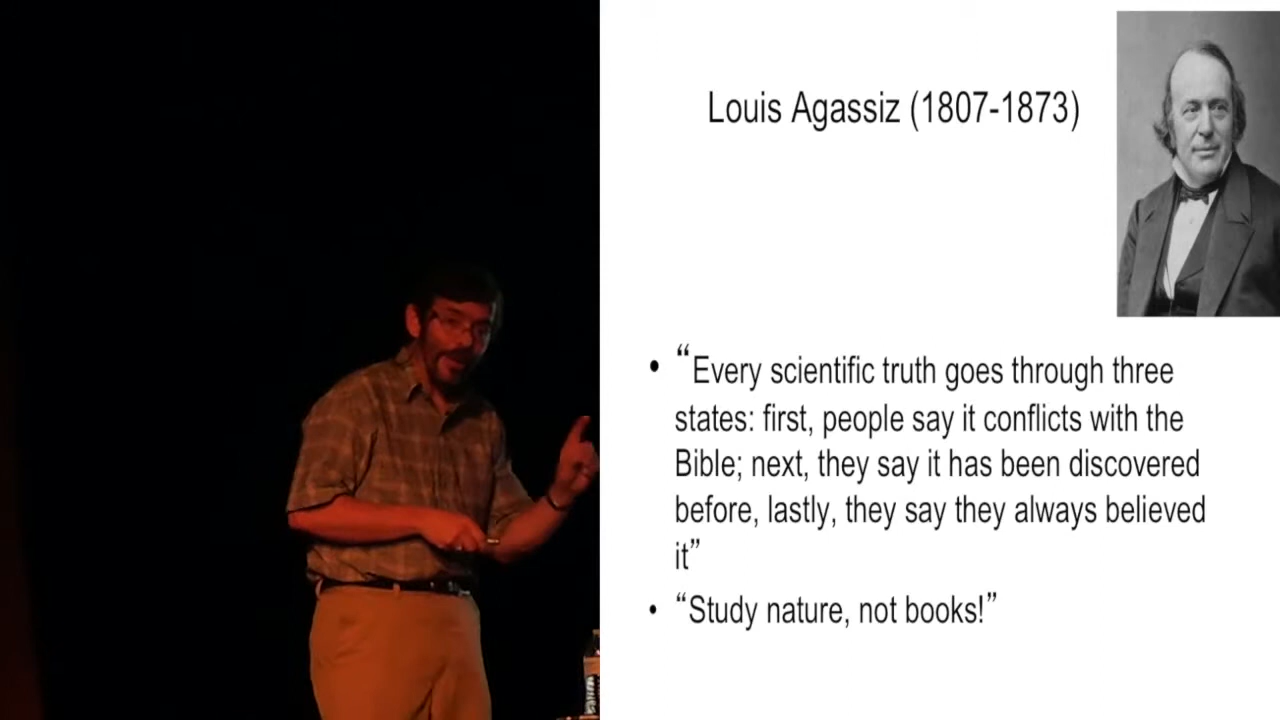 Louis Agassiz (1807-1873)
• “Every scientific truth goes through three
states: first, people say it conflicts with the
Bible; next, they say it has been discovered
before, lastly, they say they always believed
it”
• “Study nature, not books!”